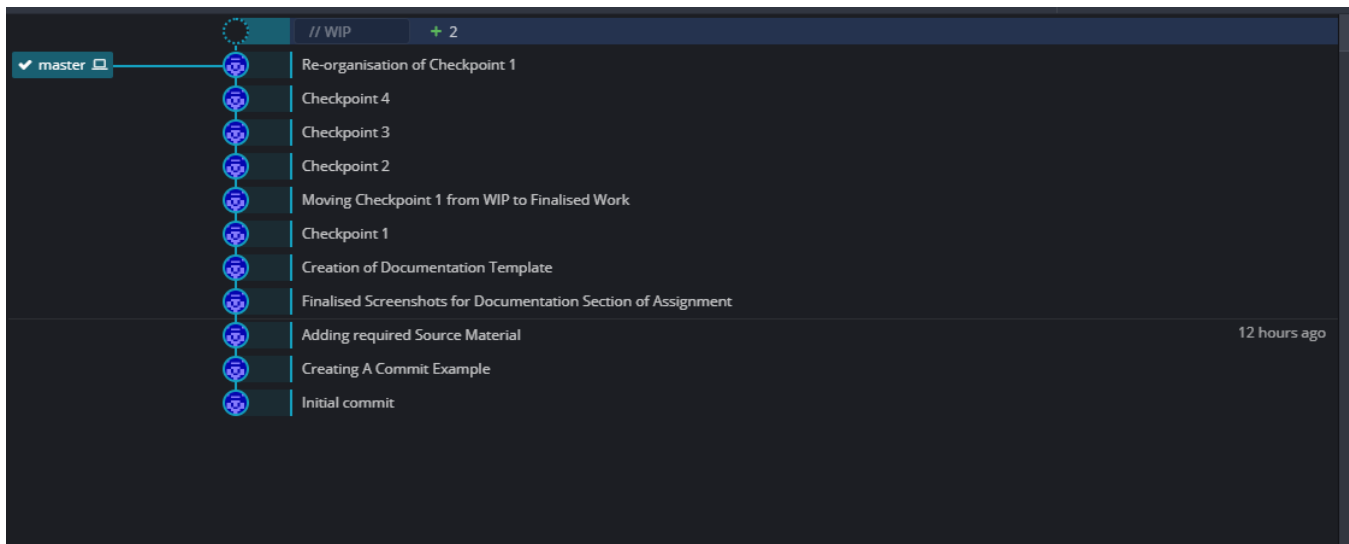 // WIP + 2
master
Re-organisation of Checkpoint 1
Checkpoint 4
Checkpoint 3
Checkpoint 2
Moving Checkpoint 1 from WIP to Finalised Work
Checkpoint 1
Creation of Documentation Template
Finalised Screenshots for Documentation Section of Assignment
Adding required Source Material 12 hours ago
Creating A Commit Example
Initial commit